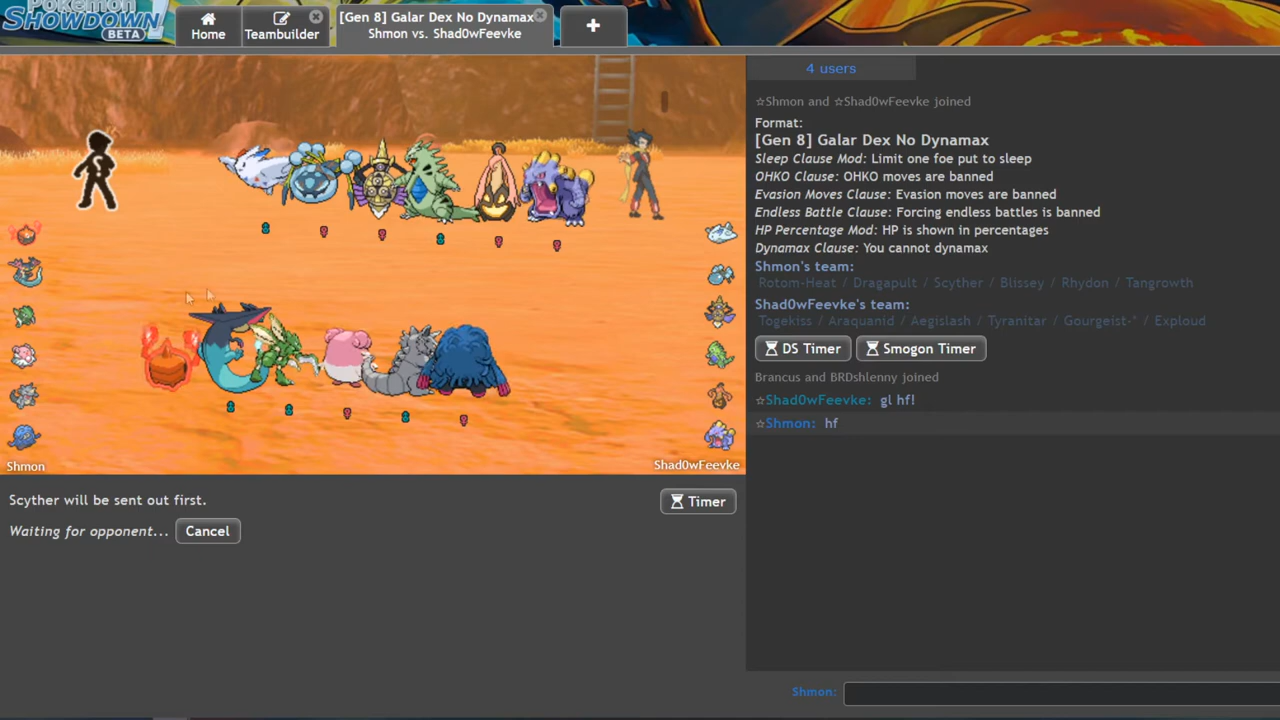 Pokémon
SHOWDOWN!
BETA
Home
Teambuilder
[Gen 8] Galar Dex No Dynamax
Shmon vs. Shad0wFeevke
+
4 users
☆Shmon and ☆Shad0wFeevke joined
Format:
[Gen 8] Galar Dex No Dynamax
Sleep Clause Mod: Limit one foe put to sleep
OHKO Clause: OHKO moves are banned
Evasion Moves Clause: Evasion moves are banned
Endless Battle Clause: Forcing endless battles is banned
HP Percentage Mod: HP is shown in percentages
Dynamax Clause: You cannot dynamax
Shmon's team:
Rotom-Heat / Dragapult / Scyther / Blissey / Rhydon / Tangrowth
Shad0wFeevke's team:
Togekiss / Araquanid / Aegislash / Tyranitar / Gourgeist-* / Exploud
DS Timer
Smogon Timer
Brancus and BRDshlenny joined
☆Shad0wFeevke: gl hf!
☆Shmon: hf
Shmon
Shad0wFeevke
Scyther will be sent out first.
Timer
Waiting for opponent...
Cancel
Shmon: